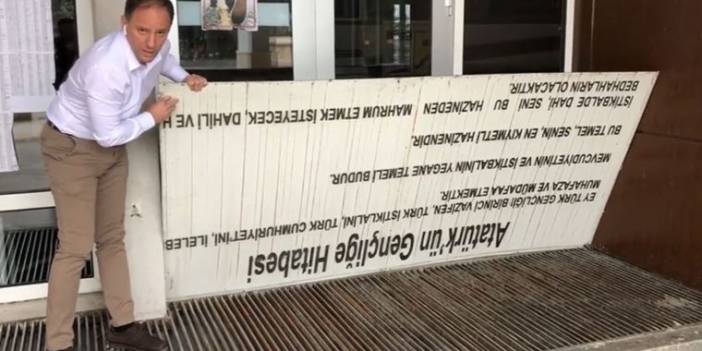 Atatürk'ün Gençliğe Hitabesi
EY TÜRK GENÇLİĞİ! BİRİNCİ VAZİFEN, TÜRK İSTİKLALİNİ, TÜRK CUMHURİYETİNİ, İLELEB
MUHAFAZA VE MÜDAFAA ETMEKTİR.
MEVCUDİYETİNİN VE İSTİKBALİNİN YEGANE TEMELİ BUDUR.
BU TEMEL, SENİN, EN KIYMETLİ HAZİNENDİR.
İSTİKBALDE DAHİ, SENİ BU HAZİNEDEN MAHRUM ETMEK İSTEYECEK, DAHİLİ VE H
BEDHAHLARIN OLACAKTIR.